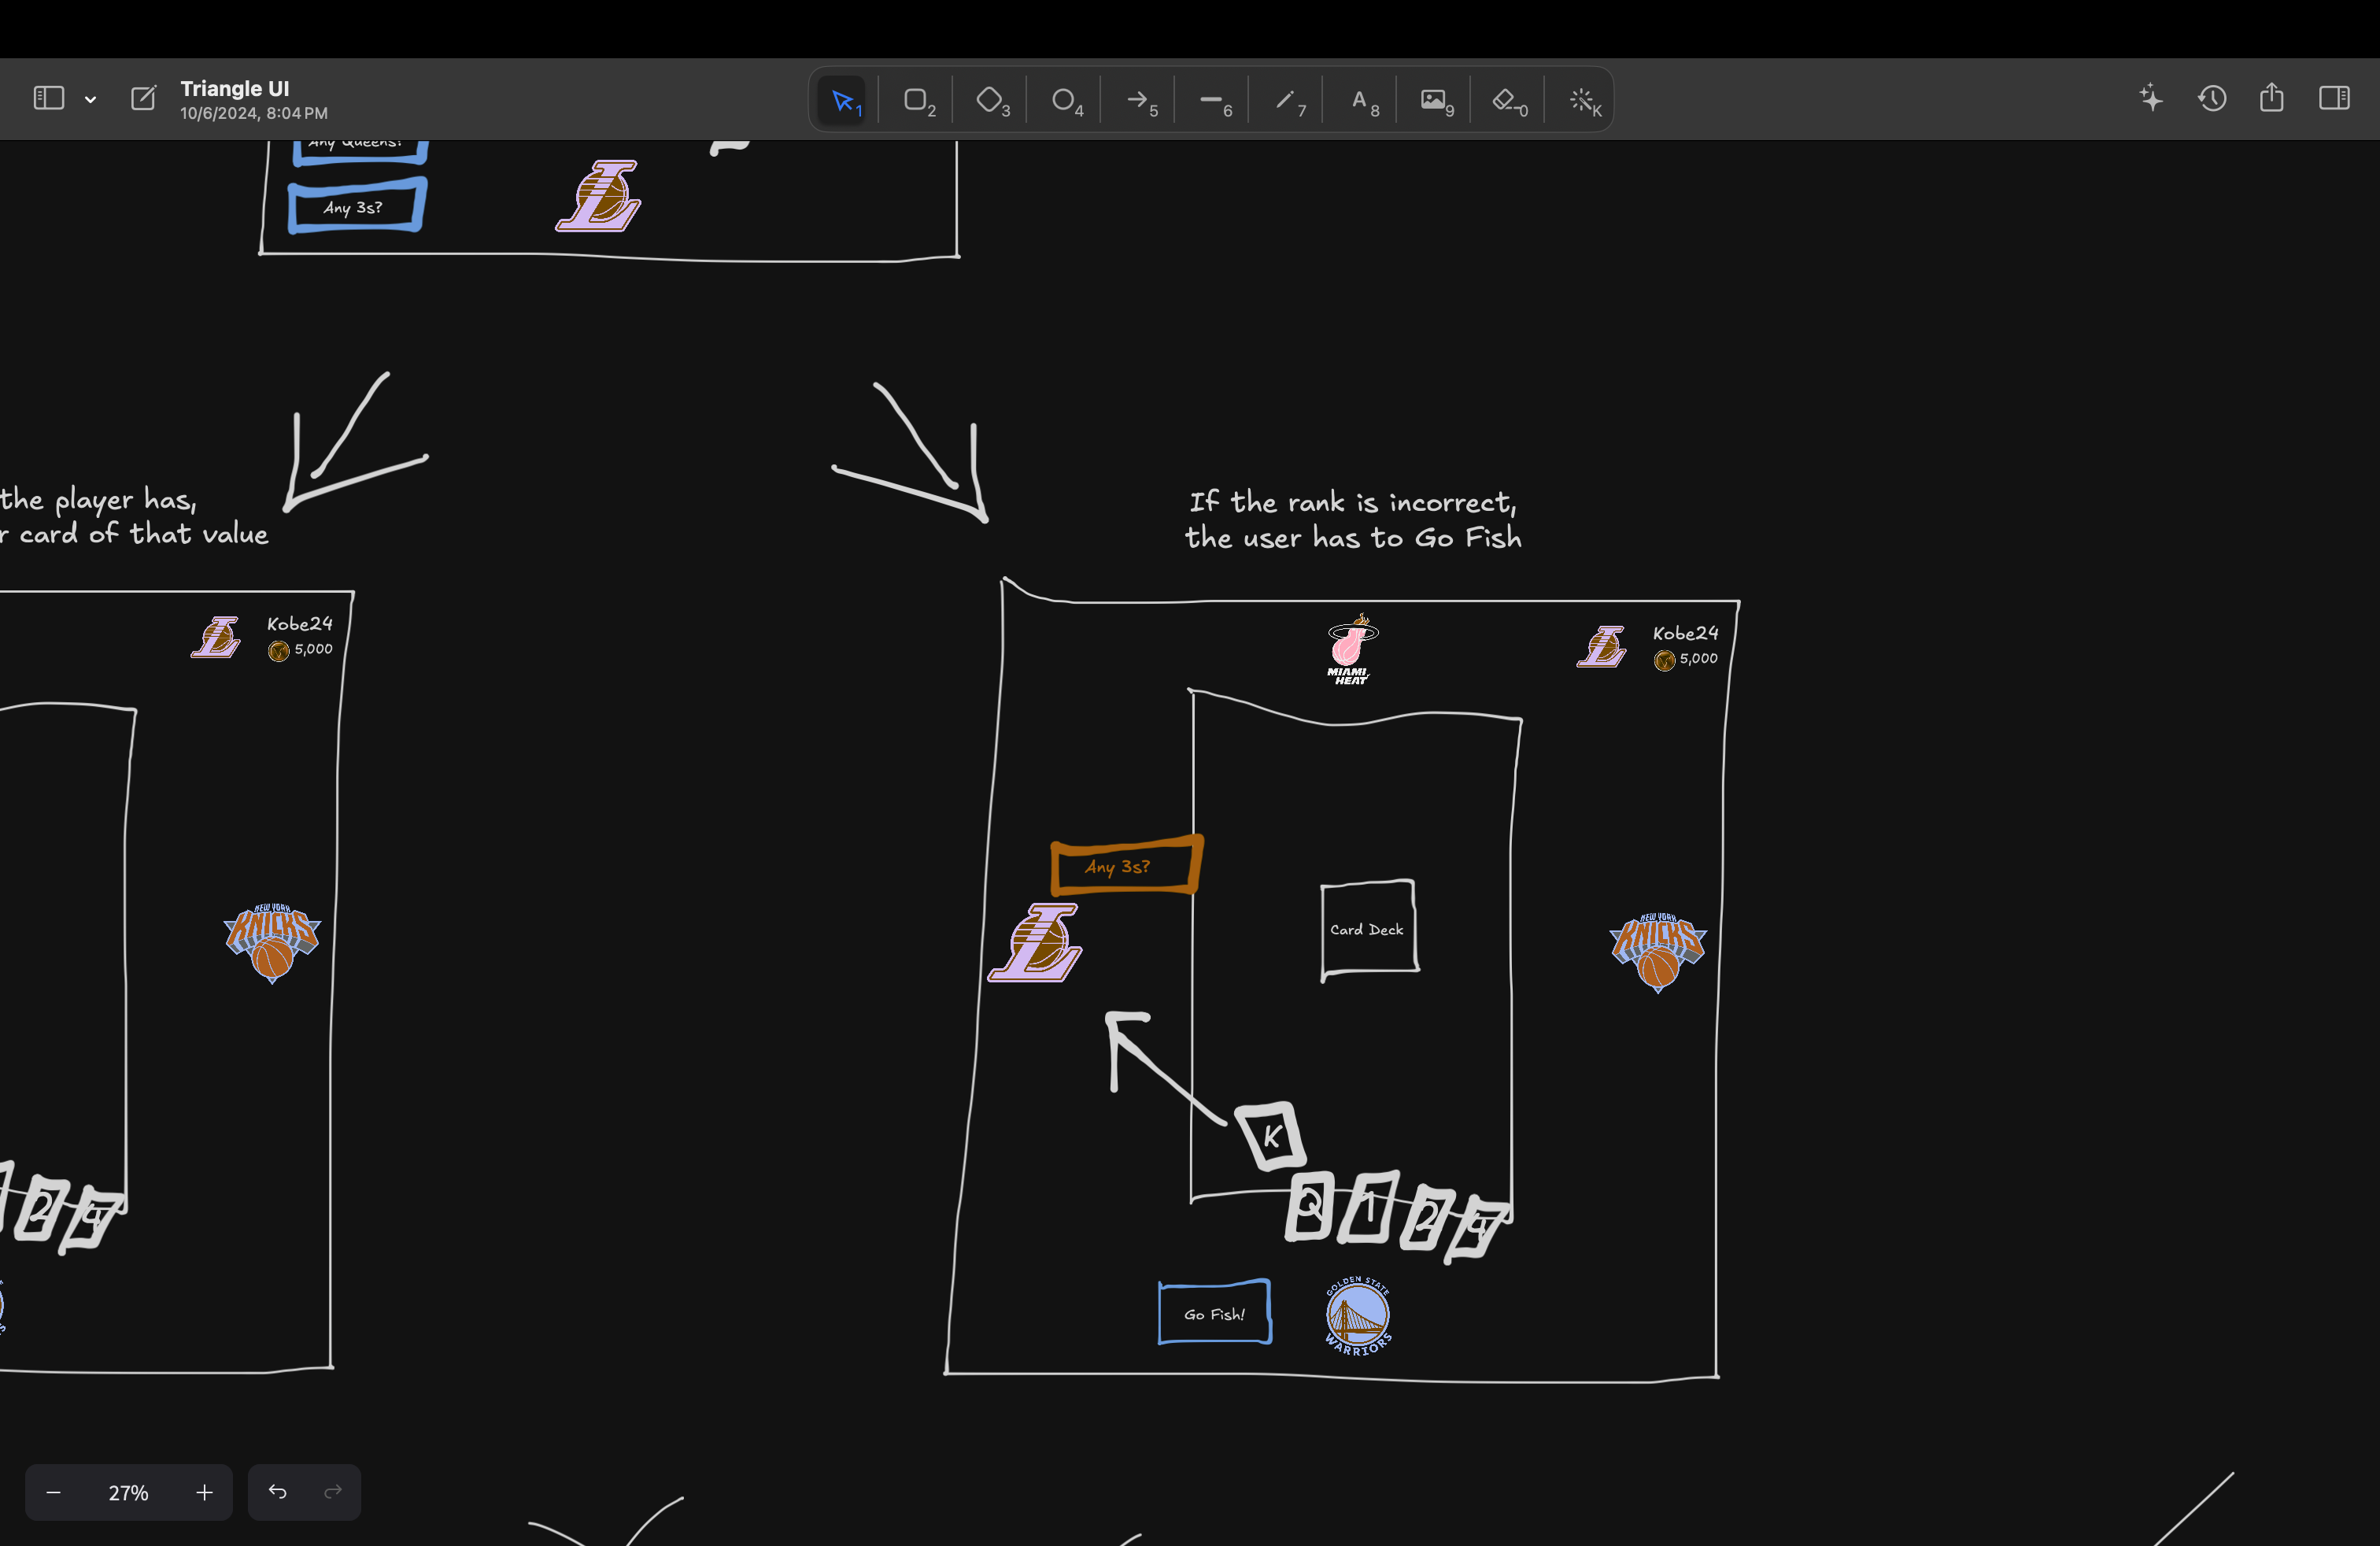 Triangle UI
10/6/2024, 8:04 PM
1
2
3
4
5
6
7
A 8
9
0
K
Any Queens?
Any 3s?
the player has,
r card of that value
If the rank is incorrect,
the user has to Go Fish
Kobe24
5,000
NEW YORK
KNICKS
2
4
MIAMI
HEAT
Kobe24
5,000
Any 3s?
Card Deck
NEW YORK
KNICKS
K
Q
1
2
4
Go Fish!
GOLDEN STATE
WARRIORS
27%